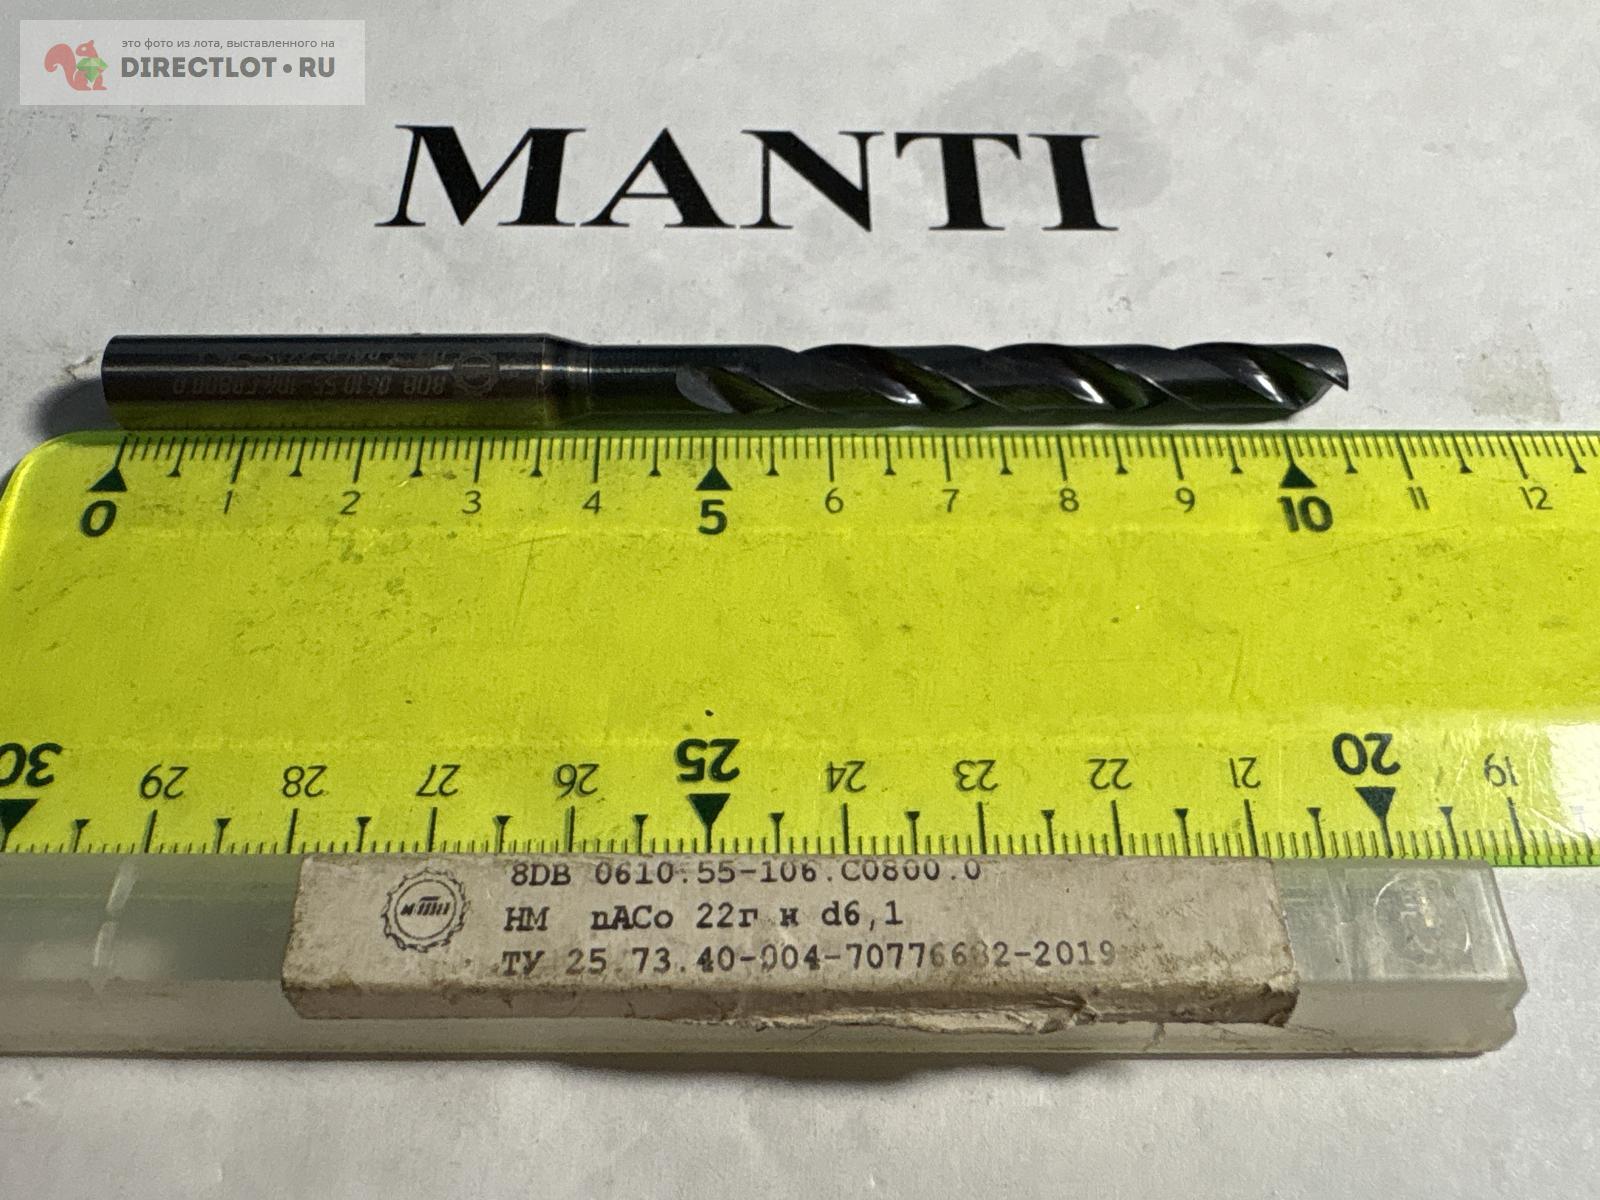 это фото из лота, выставленного на
DIRECTLOT•RU
MANTI
0 1 2 3 4 5 6 7 8 9 10 11 12
30 29 28 27 26 25 24 23 22 21 20 19
8DB 0610.55-106.C0800.0
НМ nACo 22г н d6,1
ТУ 25.73.40-004-70776632-2019